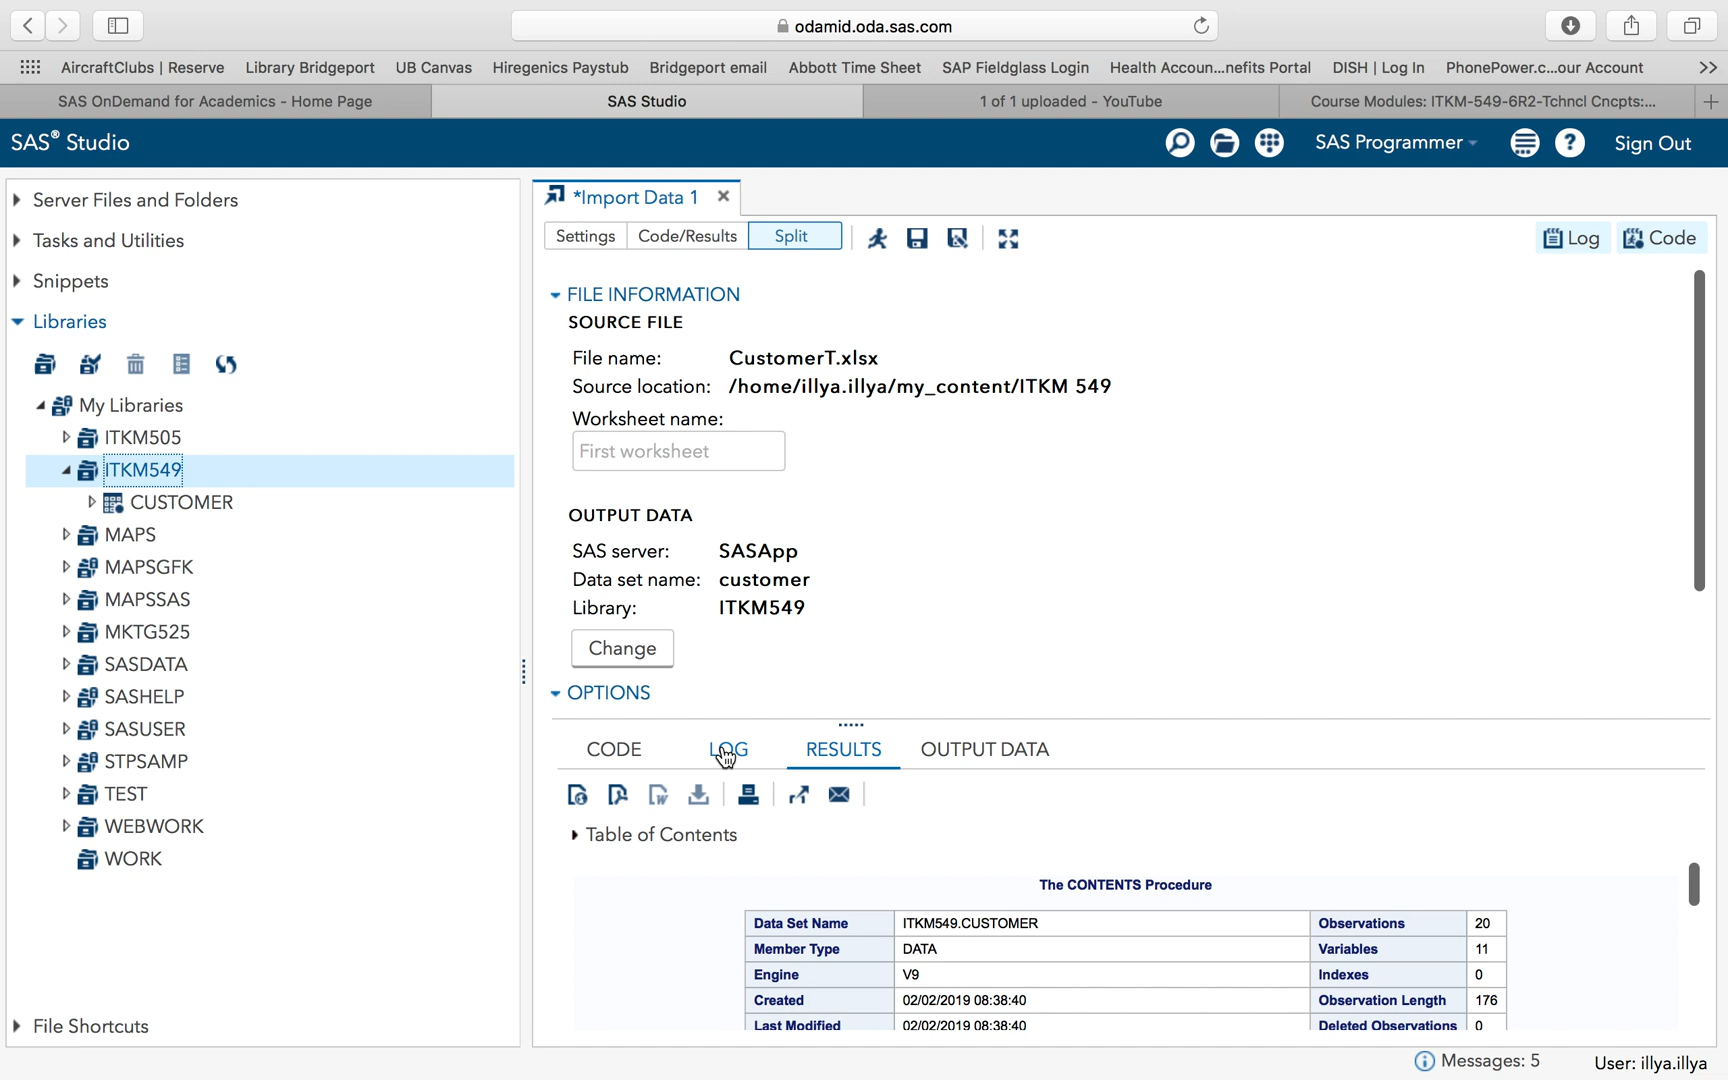 odamid.oda.sas.com
AircraftClubs | Reserve Library Bridgeport UB Canvas Hiregenics Paystub Bridgeport email Abbott Time Sheet SAP Fieldglass Login Health Accoun...nefits Portal DISH | Log In PhonePower.c...our Account >>
SAS OnDemand for Academics - Home Page SAS Studio 1 of 1 uploaded - YouTube Course Modules: ITKM-549-6R2-Tchncl Cncpts:... +
SAS® Studio SAS Programmer ? Sign Out
Server Files and Folders
Tasks and Utilities
Snippets
Libraries
My Libraries
ITKM505
ITKM549
CUSTOMER
MAPS
MAPSGFK
MAPSSAS
MKTG525
SASDATA
SASHELP
SASUSER
STPSAMP
TEST
WEBWORK
WORK
File Shortcuts
*Import Data 1
Settings Code/Results Split Log Code
FILE INFORMATION
SOURCE FILE
File name: CustomerT.xlsx
Source location: /home/illya.illya/my_content/ITKM 549
Worksheet name:
First worksheet
OUTPUT DATA
SAS server: SASApp
Data set name: customer
Library: ITKM549
Change
OPTIONS
CODE LOG RESULTS OUTPUT DATA
Table of Contents
The CONTENTS Procedure
Data Set Name ITKM549.CUSTOMER Observations 20
Member Type DATA Variables 11
Engine V9 Indexes 0
Created 02/02/2019 08:38:40 Observation Length 176
Last Modified 02/02/2019 08:38:40 Deleted Observations 0
Messages: 5 User: illya.illya